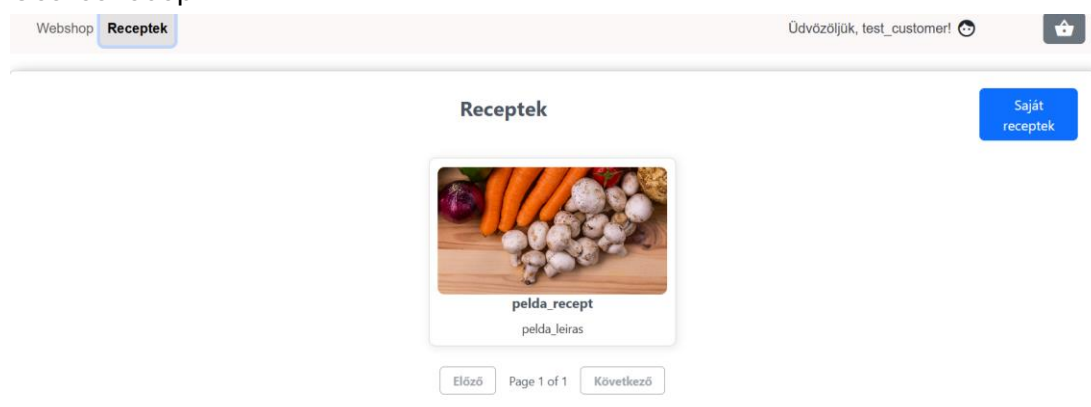 Webshop Receptek Üdvözöljük, test_customer!
Receptek
Saját
receptek
pelda_recept
pelda_leiras
Előző Page 1 of 1 Következő